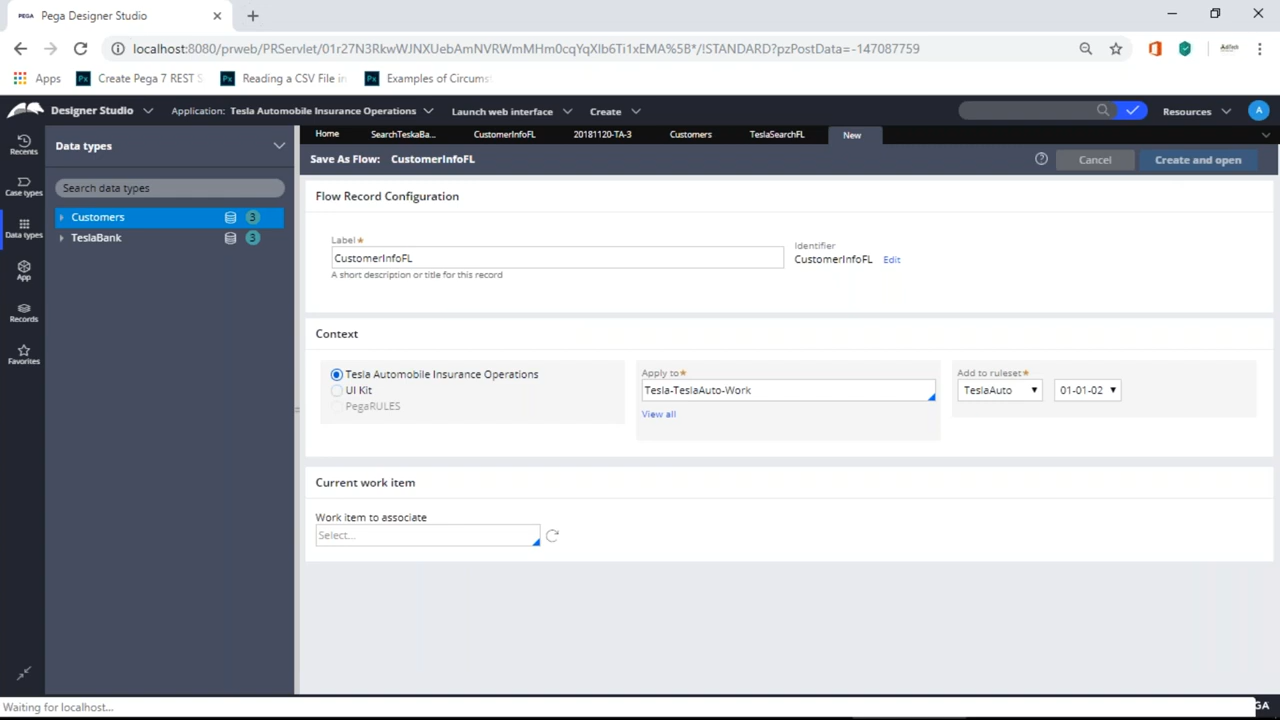 PEGA Pega Designer Studio
localhost:8080/prweb/PRServlet/01r27N3RkwWJNXUebAmNVRWmMHm0cqYqXIb6Ti1xEMA%5B*/!STANDARD?pzPostData=-147087759
Apps Create Pega 7 REST S Reading a CSV File in Examples of Circums
Designer Studio Application: Tesla Automobile Insurance Operations Launch web interface Create Resources A
Home SearchTeskaBa... CustomerInfoFL 20181120-TA-3 Customers TeslaSearchFL New
Recents
Case types
Data types
App
Records
Favorites
Data types
Search data types
Customers 3
TeslaBank 3
Save As Flow: CustomerInfoFL Cancel Create and open
Flow Record Configuration
Label*
CustomerInfoFL
A short description or title for this record
Identifier
CustomerInfoFL Edit
Context
Tesla Automobile Insurance Operations
UI Kit
PegaRULES
Apply to*
Tesla-TeslaAuto-Work
View all
Add to ruleset*
TeslaAuto 01-01-02
Current work item
Work item to associate
Select...
Waiting for localhost...
GA